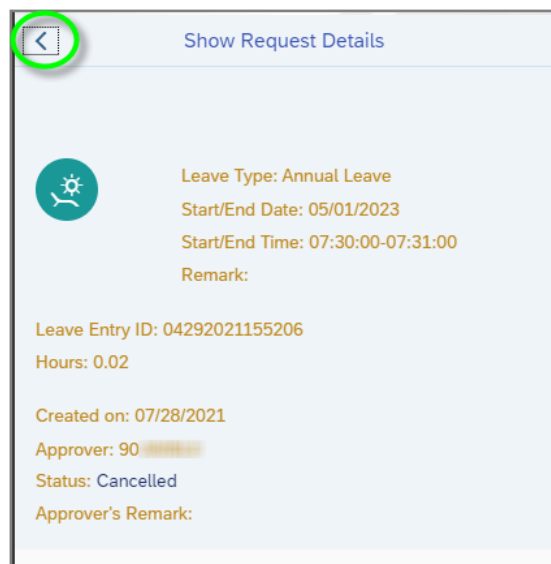 Show Request Details
Leave Type: Annual Leave
Start/End Date: 05/01/2023
Start/End Time: 07:30:00-07:31:00
Remark:
Leave Entry ID: 04292021155206
Hours: 0.02
Created on: 07/28/2021
Approver: 90
Status: Cancelled
Approver's Remark: